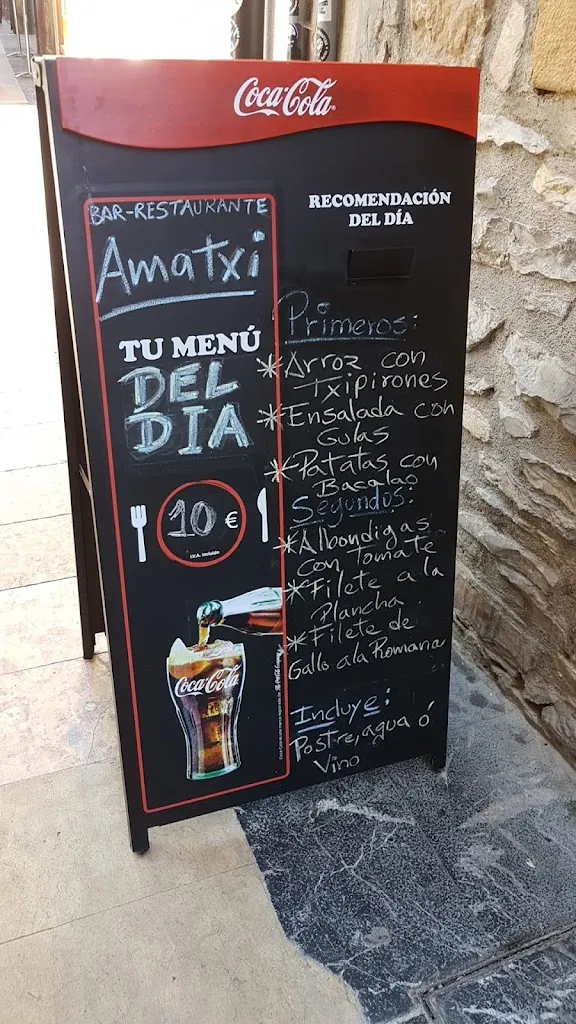 Coca-Cola
BAR-RESTAURANTE
Amatxi
TU MENÚ
DEL
DIA
10 €
I.V.A. incluido
Coca-Cola
RECOMENDACIÓN
DEL DÍA
Primeros:
*Arroz con
Txipirones
*Ensalada con
Gulas
*Patatas con
Bacalao
Segundos:
*Albondigas
con tomate
*Filete a la
Plancha
*Filete de
Gallo a la Romana
Incluye:
Postre, agua ó
Vino